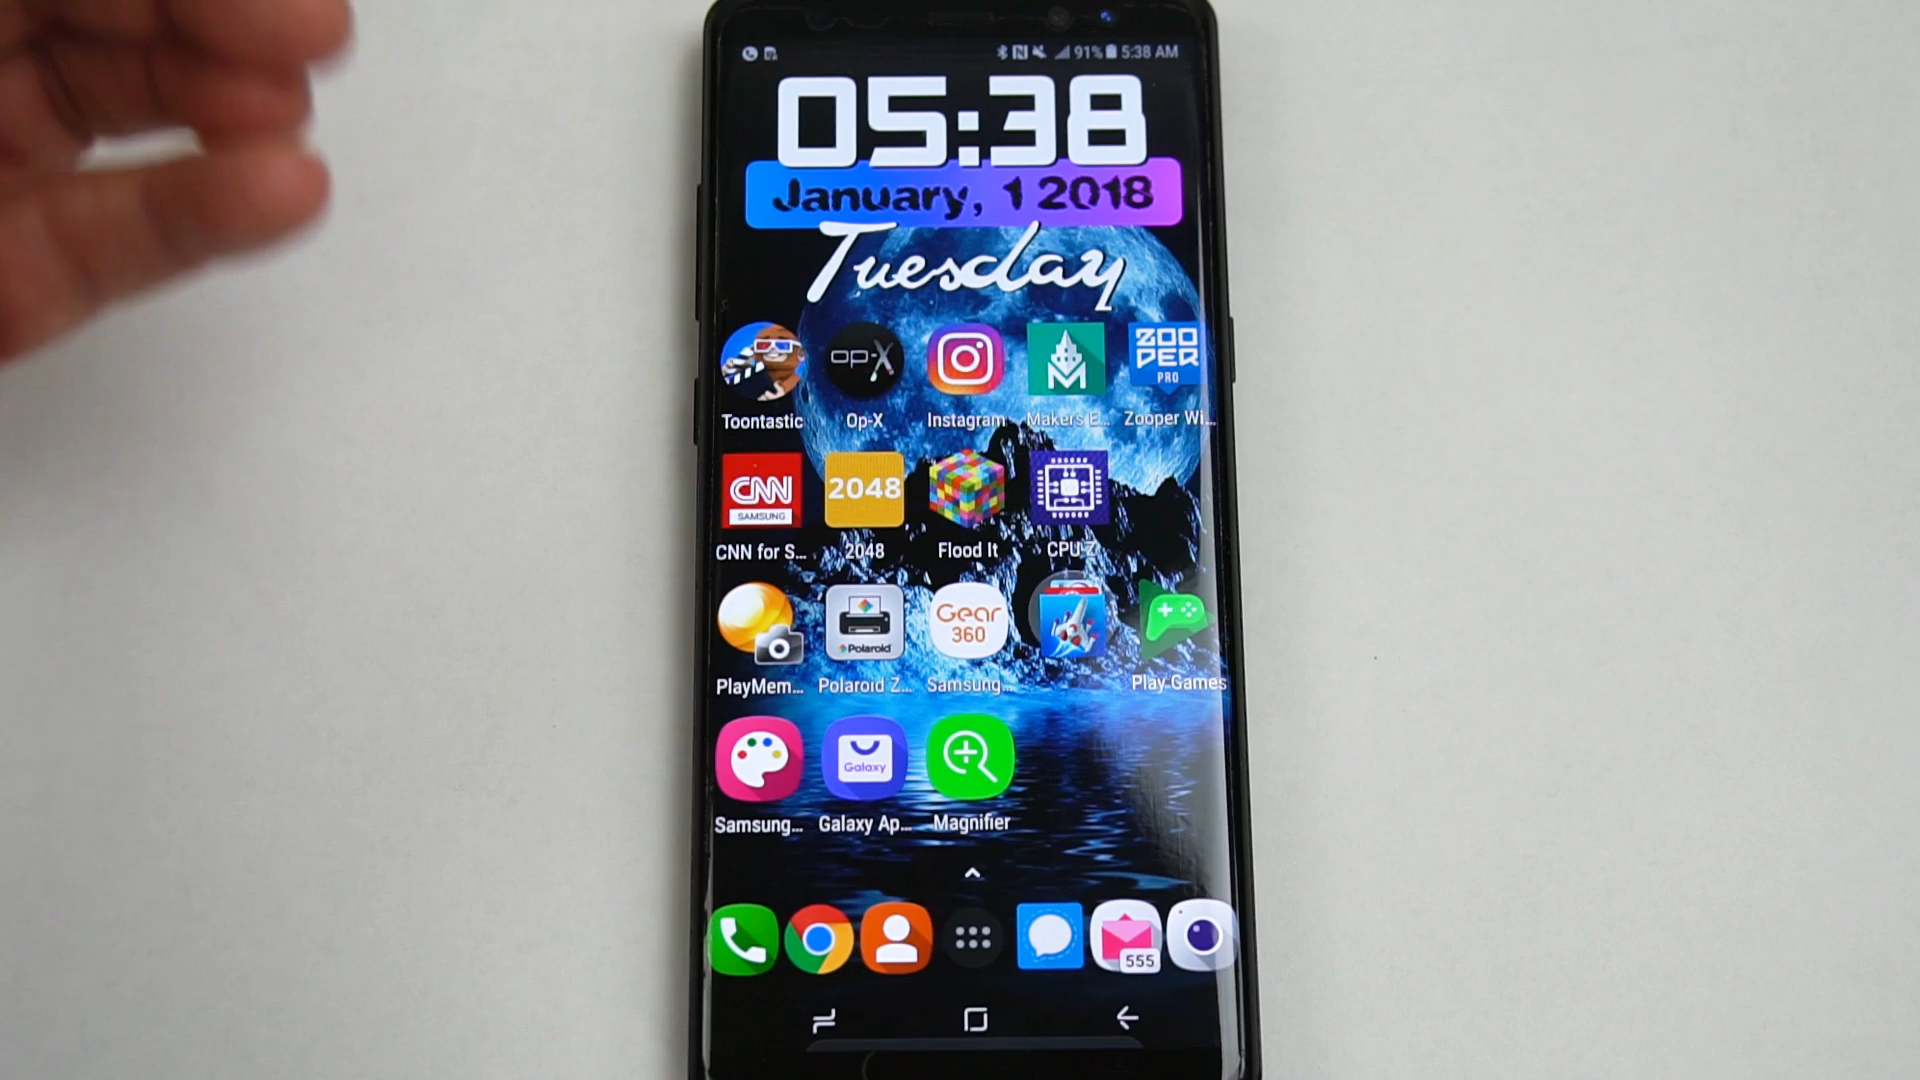 91% 5:38 AM
05:38
January, 1 2018
Tuesday
op-X
ZOO
PER
PRO
Toontastic Op-X Instagram Makers E... Zooper Wi...
CNN
SAMSUNG
2048
CNN for S... 2048 Flood It CPU-Z
Polaroid
Gear
360
PlayMem... Polaroid Z... Samsung... Play Games
Galaxy
Samsung... Galaxy Ap... Magnifier
555